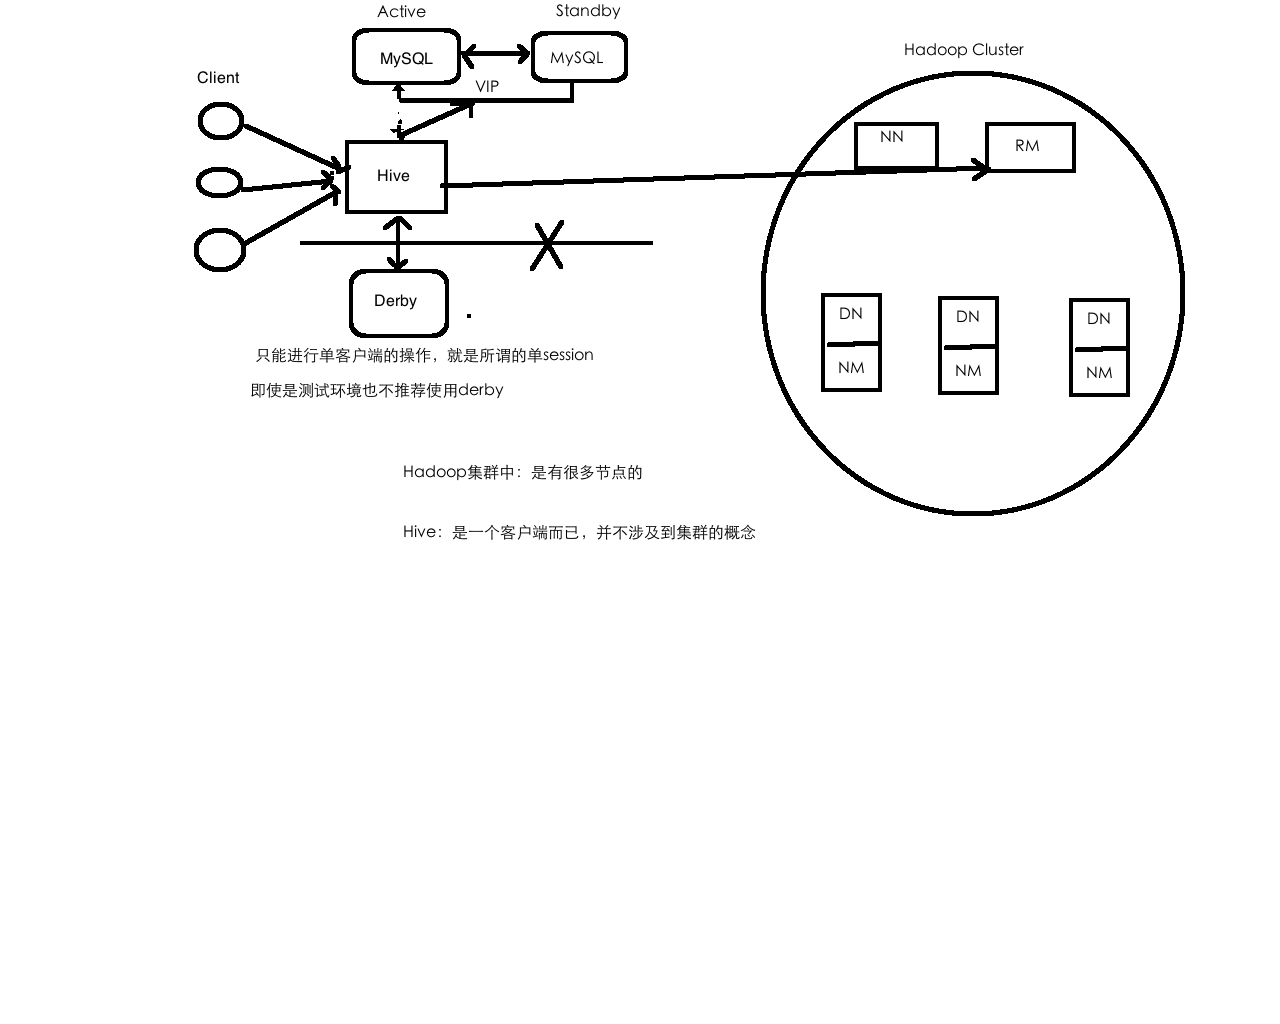 Active
Standby
MySQL
MySQL
VIP
Client
Hive
Derby
只能进行单客户端的操作，就是所谓的单session
即使是测试环境也不推荐使用derby
Hadoop Cluster
NN
RM
DN
NM
DN
NM
DN
NM
Hadoop集群中：是有很多节点的
Hive：是一个客户端而已，并不涉及到集群的概念